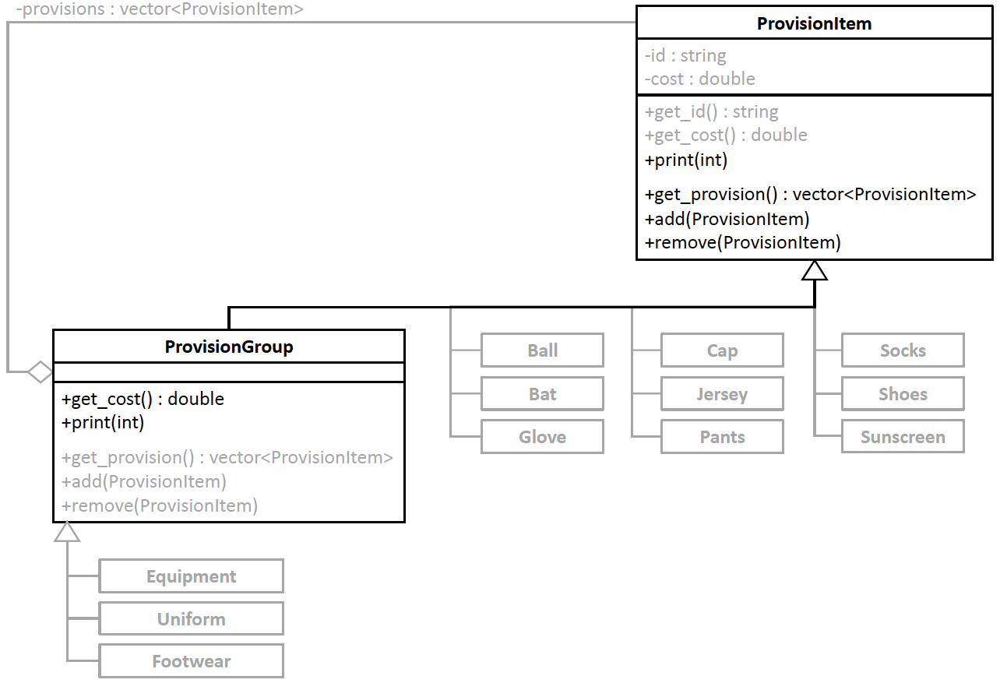 -provisions : vector<ProvisionItem>
ProvisionItem
-id : string
-cost : double
+get_id() : string
+get_cost() : double
+print(int)
+get_provision() : vector<ProvisionItem>
+add(ProvisionItem)
+remove(ProvisionItem)
ProvisionGroup
+get_cost() : double
+print(int)
+get_provision() : vector<ProvisionItem>
+add(ProvisionItem)
+remove(ProvisionItem)
Ball
Bat
Glove
Cap
Jersey
Pants
Socks
Shoes
Sunscreen
Equipment
Uniform
Footwear